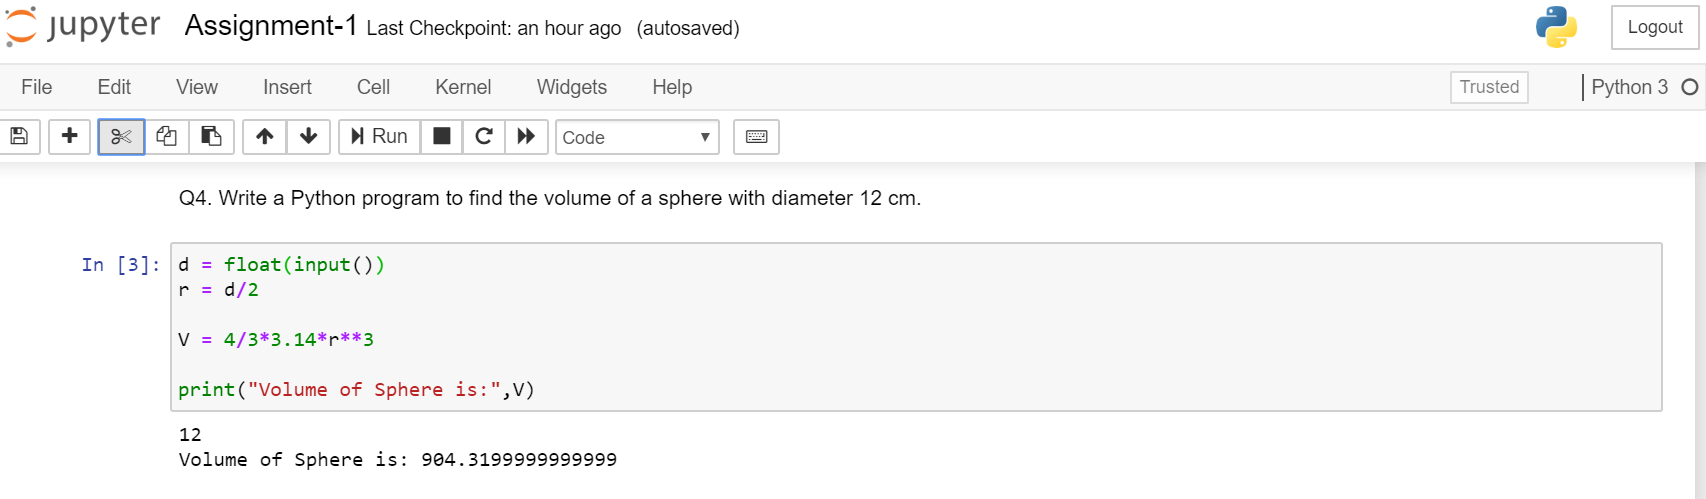 jupyter Assignment-1 Last Checkpoint: an hour ago (autosaved) Logout
File Edit View Insert Cell Kernel Widgets Help Trusted Python 3
Run Code
Q4. Write a Python program to find the volume of a sphere with diameter 12 cm.
In [3]: d = float(input())
r = d/2
V = 4/3*3.14*r**3
print("Volume of Sphere is:",V)
12
Volume of Sphere is: 904.3199999999999